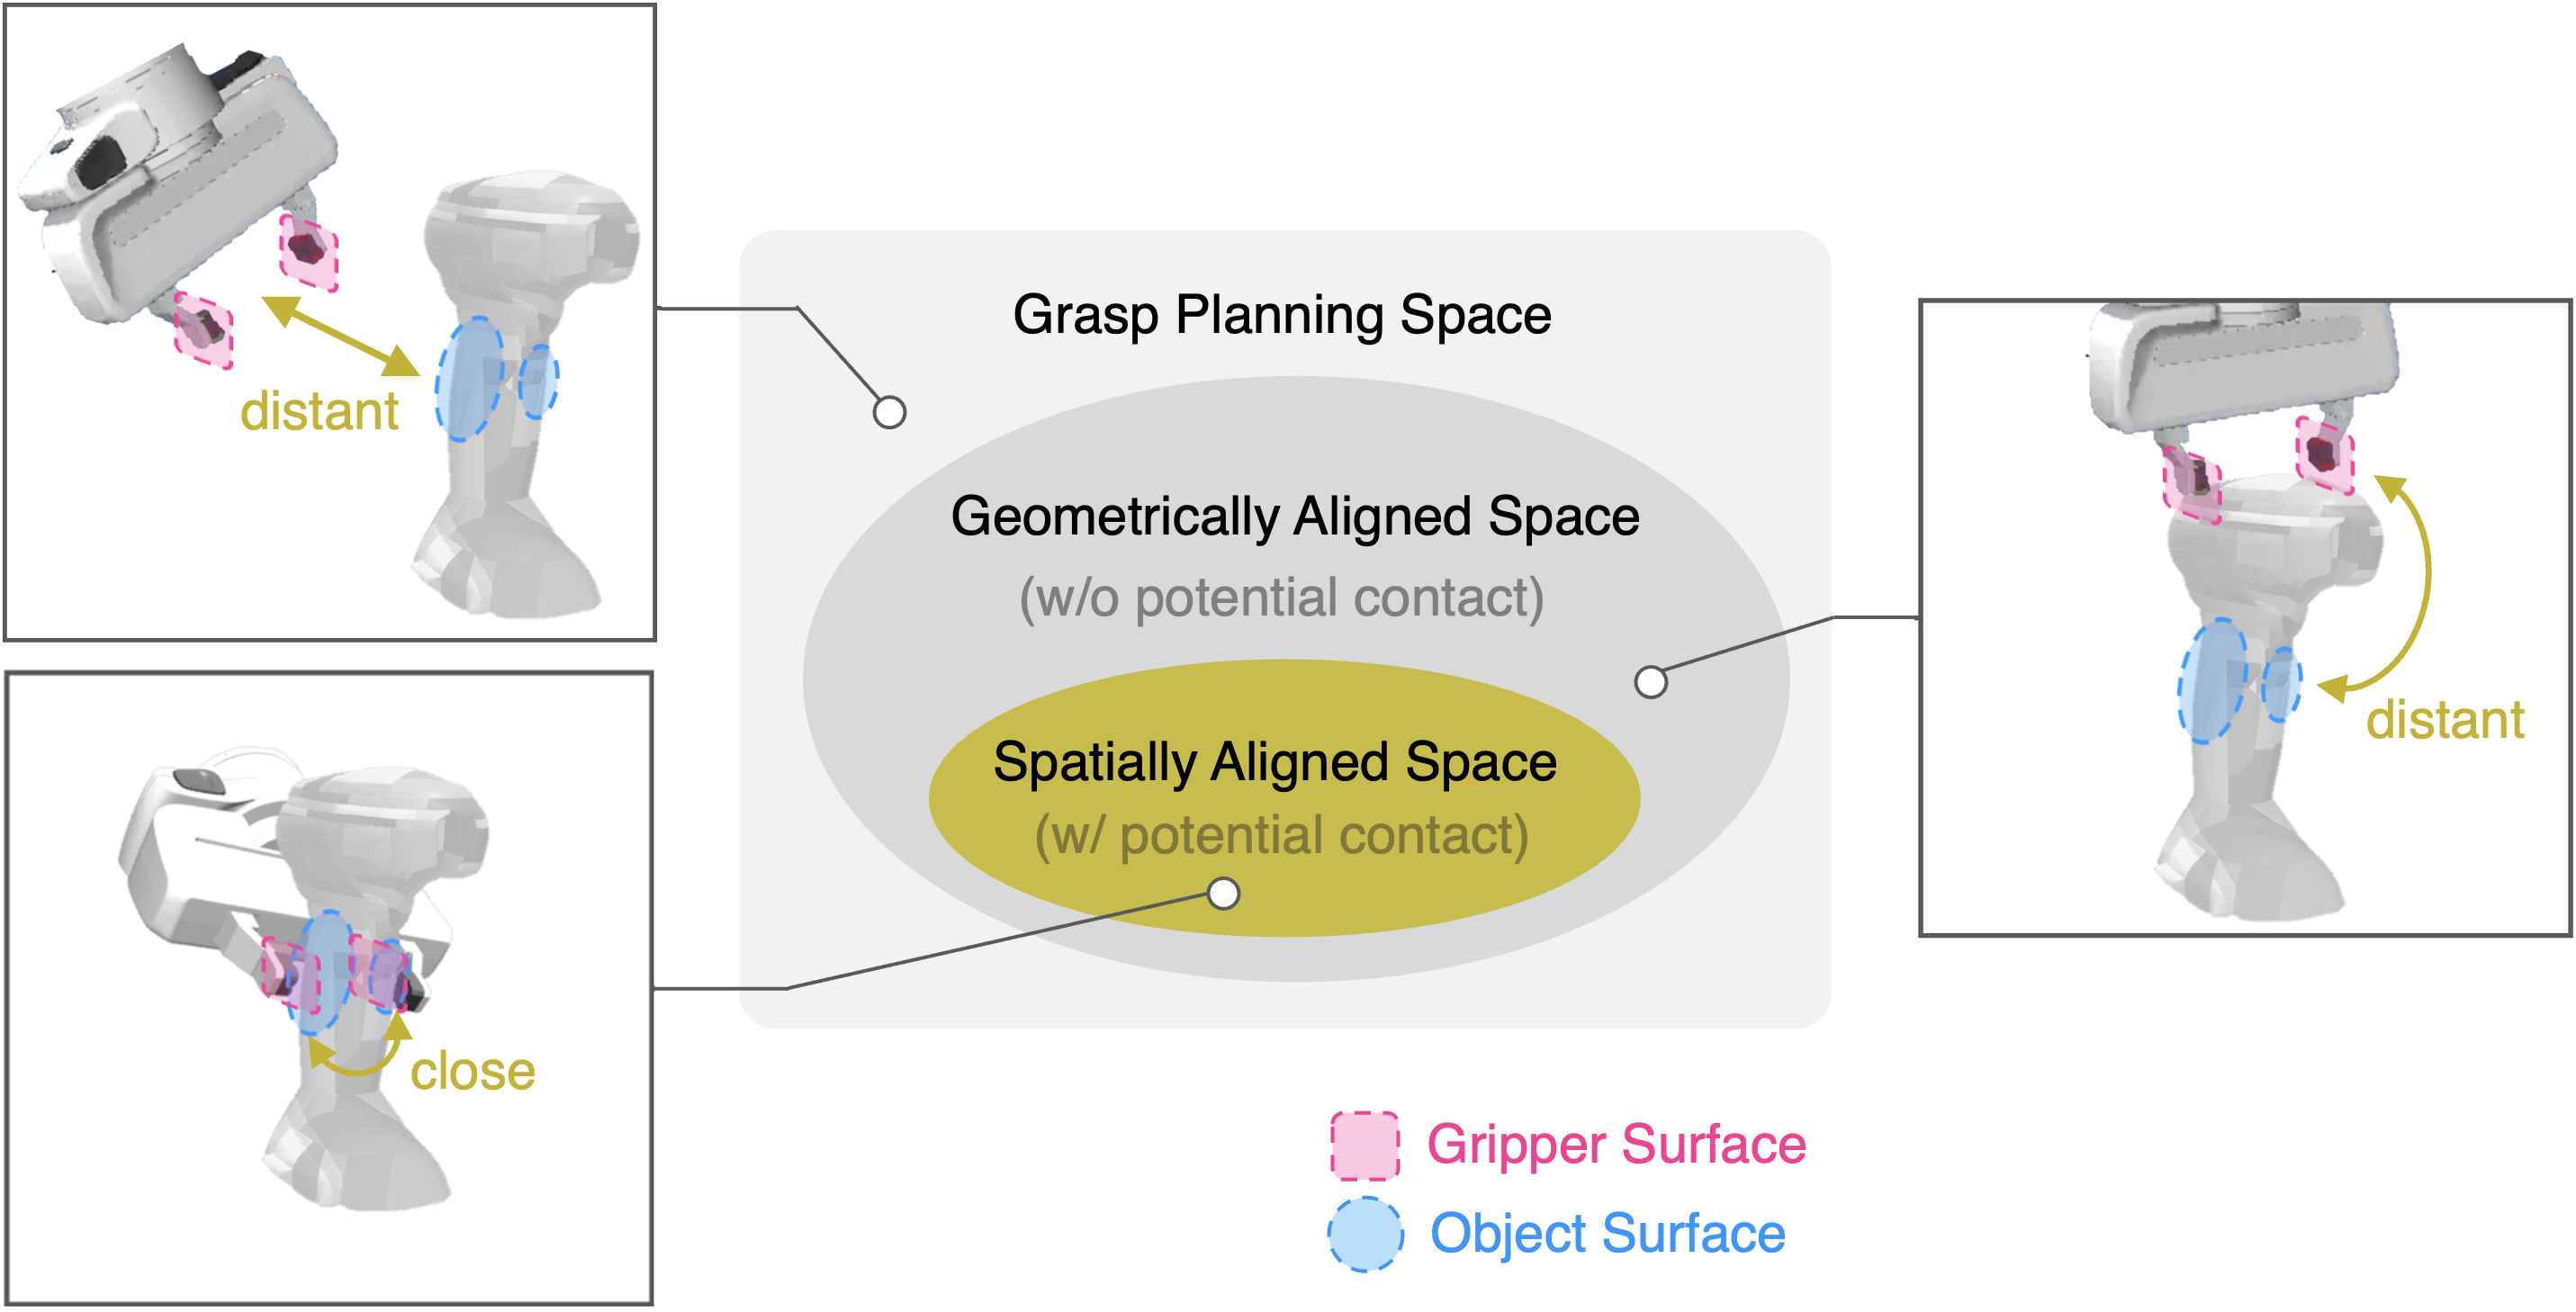 distant
Grasp Planning Space
Geometrically Aligned Space
(w/o potential contact)
Spatially Aligned Space
(w/ potential contact)
distant
close
Gripper Surface
Object Surface